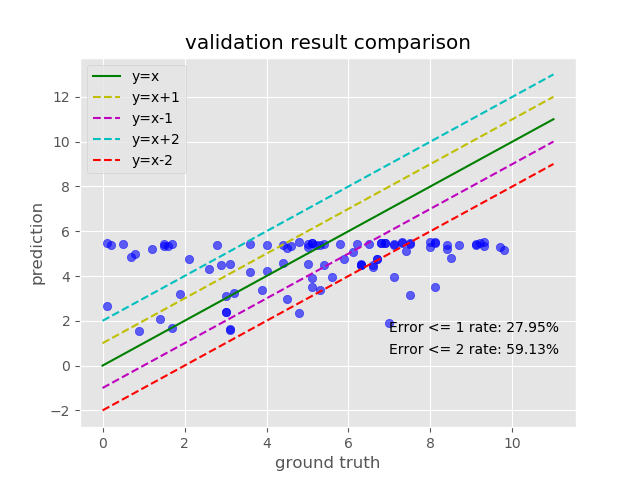 validation result comparison
y=x
y=x+1
y=x-1
y=x+2
y=x-2
12
10
8
6
4
2
0
−2
prediction
Error <= 1 rate: 27.95%
Error <= 2 rate: 59.13%
0 2 4 6 8 10
ground truth